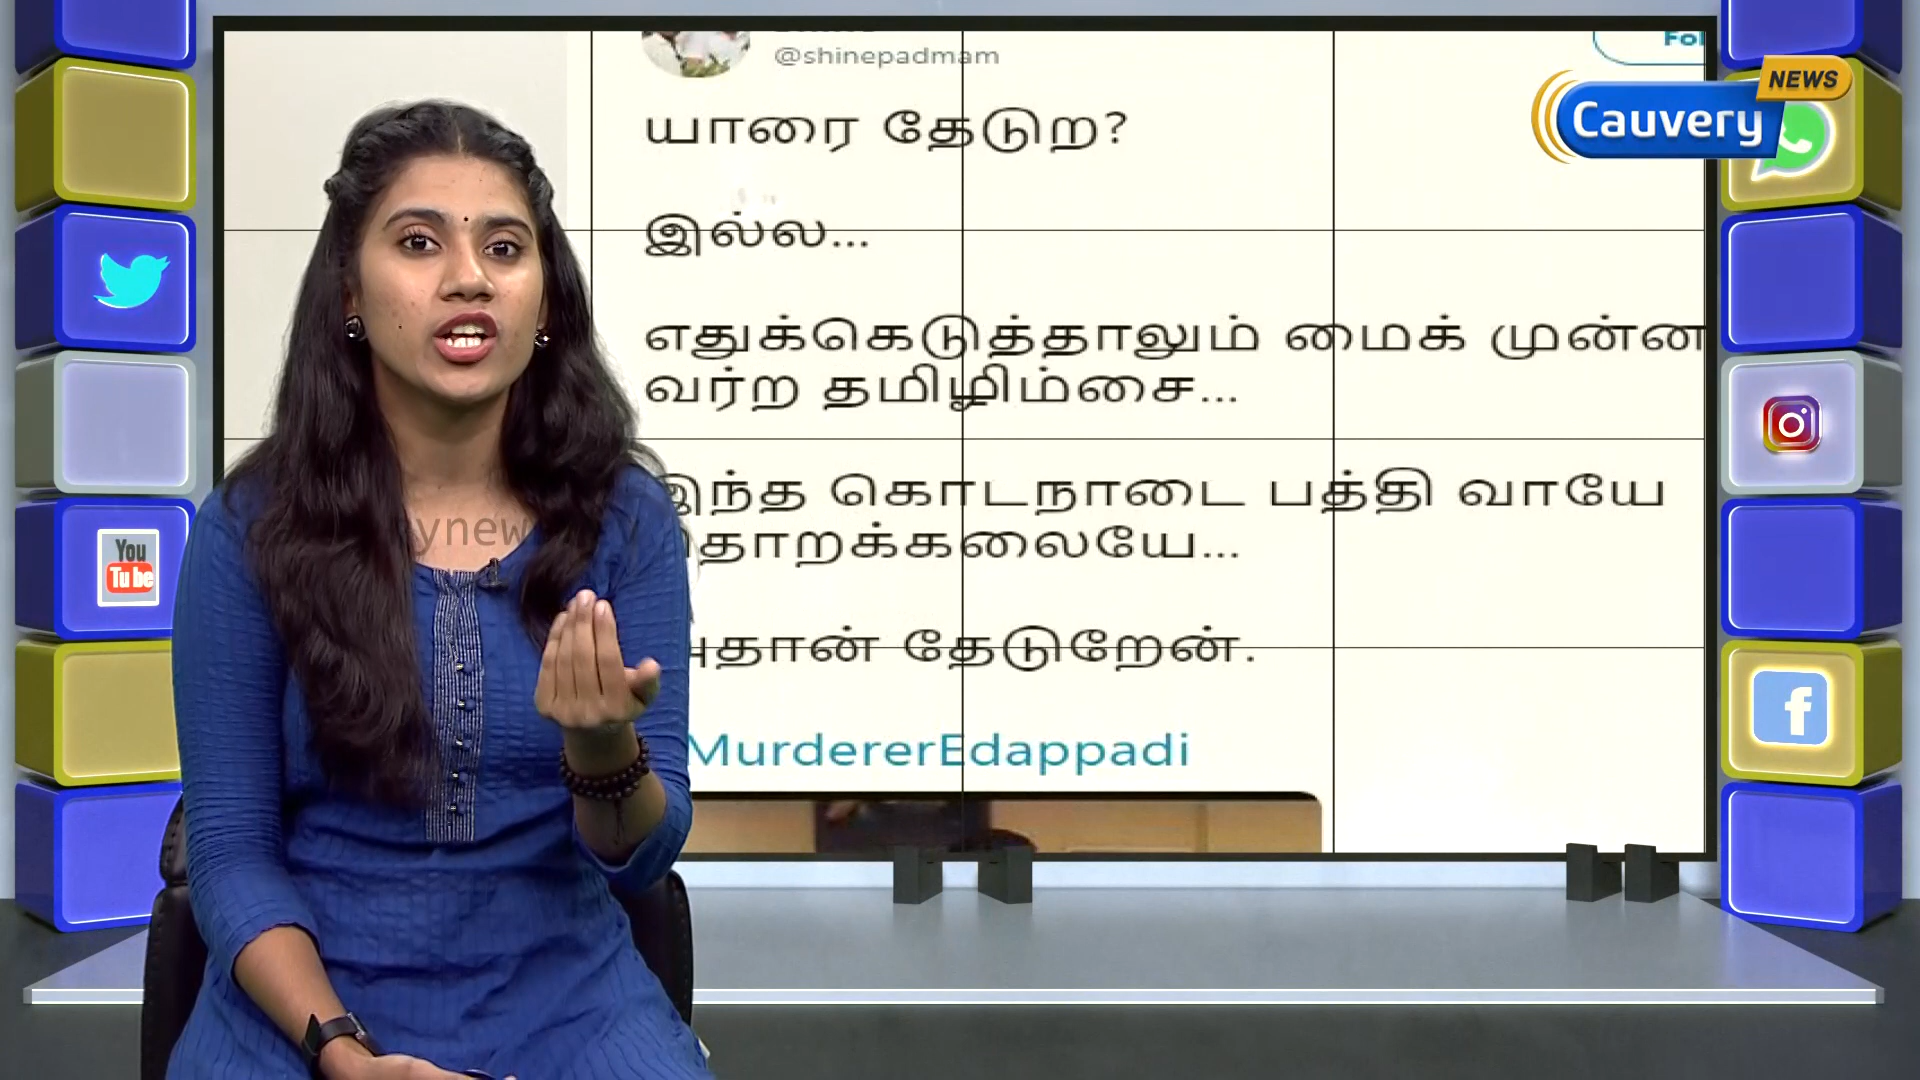 @shinepadmam
NEWS
Cauvery
யாரை தேடுற?
இல்ல...
எதுக்கெடுத்தாலும் மைக் முன்ன
வர்ற தமிழிம்சை...
இந்த கொடநாடை பத்தி வாயே
தொறக்கலையே...
தேடுறேன்.
MurdererEdappadi
You
Tube